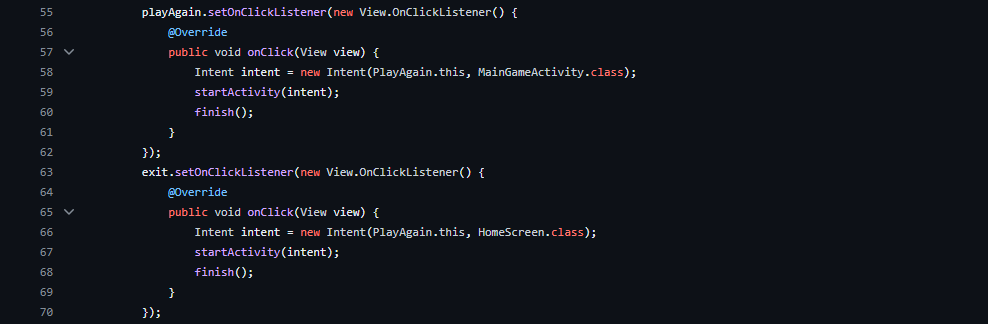 55 playAgain.setOnClickListener(new View.OnClickListener() {
56 @Override
57 public void onClick(View view) {
58 Intent intent = new Intent(PlayAgain.this, MainGameActivity.class);
59 startActivity(intent);
60 finish();
61 }
62 });
63 exit.setOnClickListener(new View.OnClickListener() {
64 @Override
65 public void onClick(View view) {
66 Intent intent = new Intent(PlayAgain.this, HomeScreen.class);
67 startActivity(intent);
68 finish();
69 }
70 });